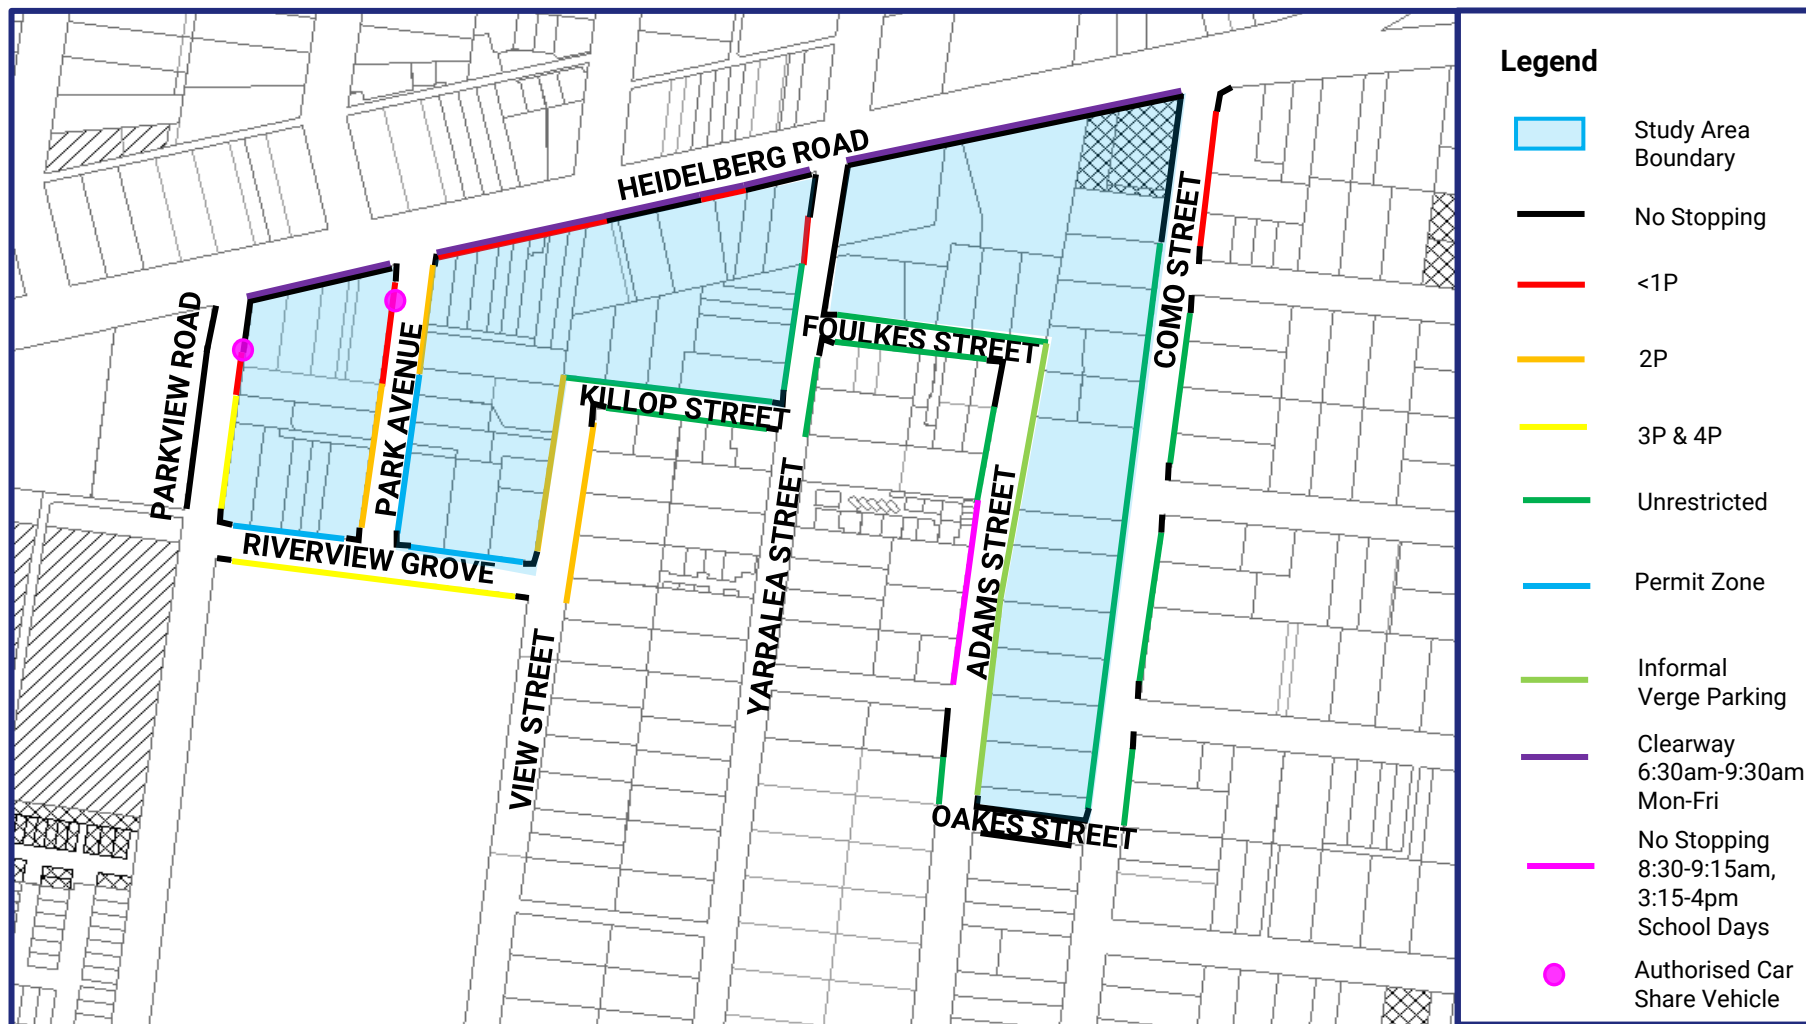 HEIDELBERG ROAD
PARKVIEW ROAD
PARK AVENUE
RIVERVIEW GROVE
KILLOP STREET
FOULKES STREET
VIEW STREET
YARRALEA STREET
ADAMS STREET
COMO STREET
OAKES STREET
Legend
Study Area
Boundary
No Stopping
<1P
2P
3P & 4P
Unrestricted
Permit Zone
Informal
Verge Parking
Clearway
6:30am-9:30am
Mon-Fri
No Stopping
8:30-9:15am,
3:15-4pm
School Days
Authorised Car
Share Vehicle